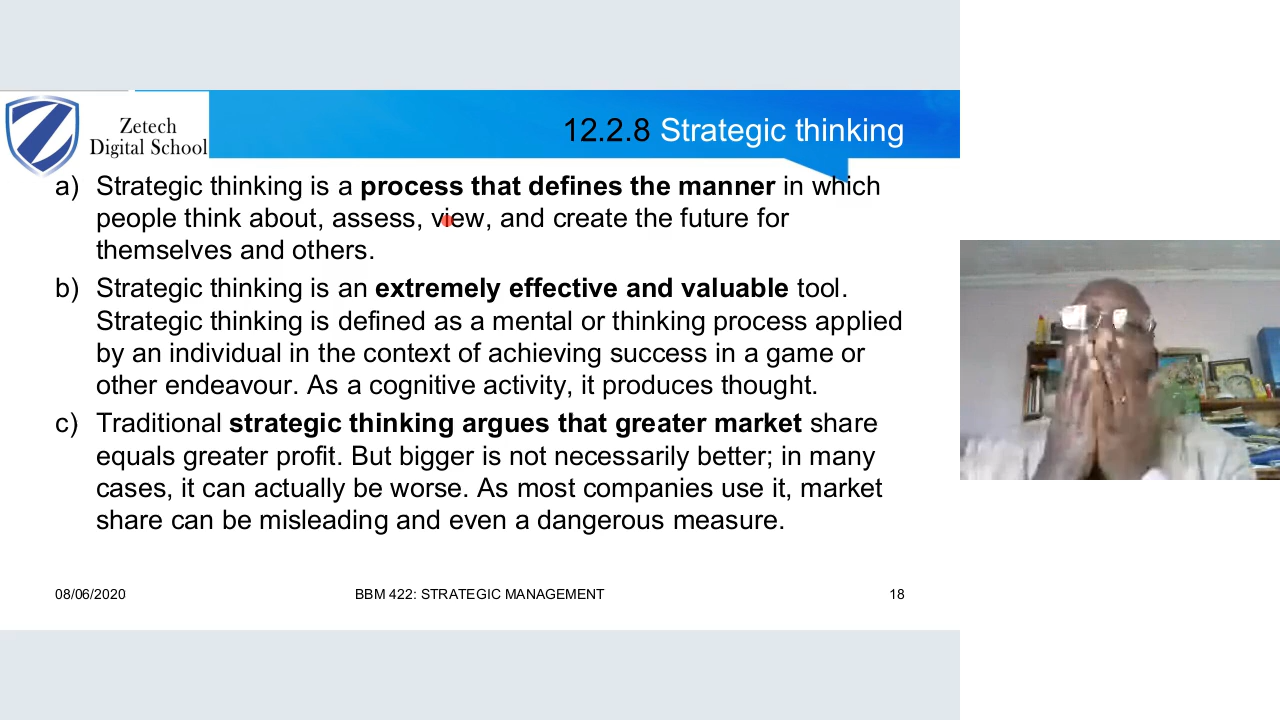 Zetech
Digital School
12.2.8 Strategic thinking
a) Strategic thinking is a process that defines the manner in which
people think about, assess, view, and create the future for
themselves and others.
b) Strategic thinking is an extremely effective and valuable tool.
Strategic thinking is defined as a mental or thinking process applied
by an individual in the context of achieving success in a game or
other endeavour. As a cognitive activity, it produces thought.
c) Traditional strategic thinking argues that greater market share
equals greater profit. But bigger is not necessarily better; in many
cases, it can actually be worse. As most companies use it, market
share can be misleading and even a dangerous measure.
08/06/2020
BBM 422: STRATEGIC MANAGEMENT
18